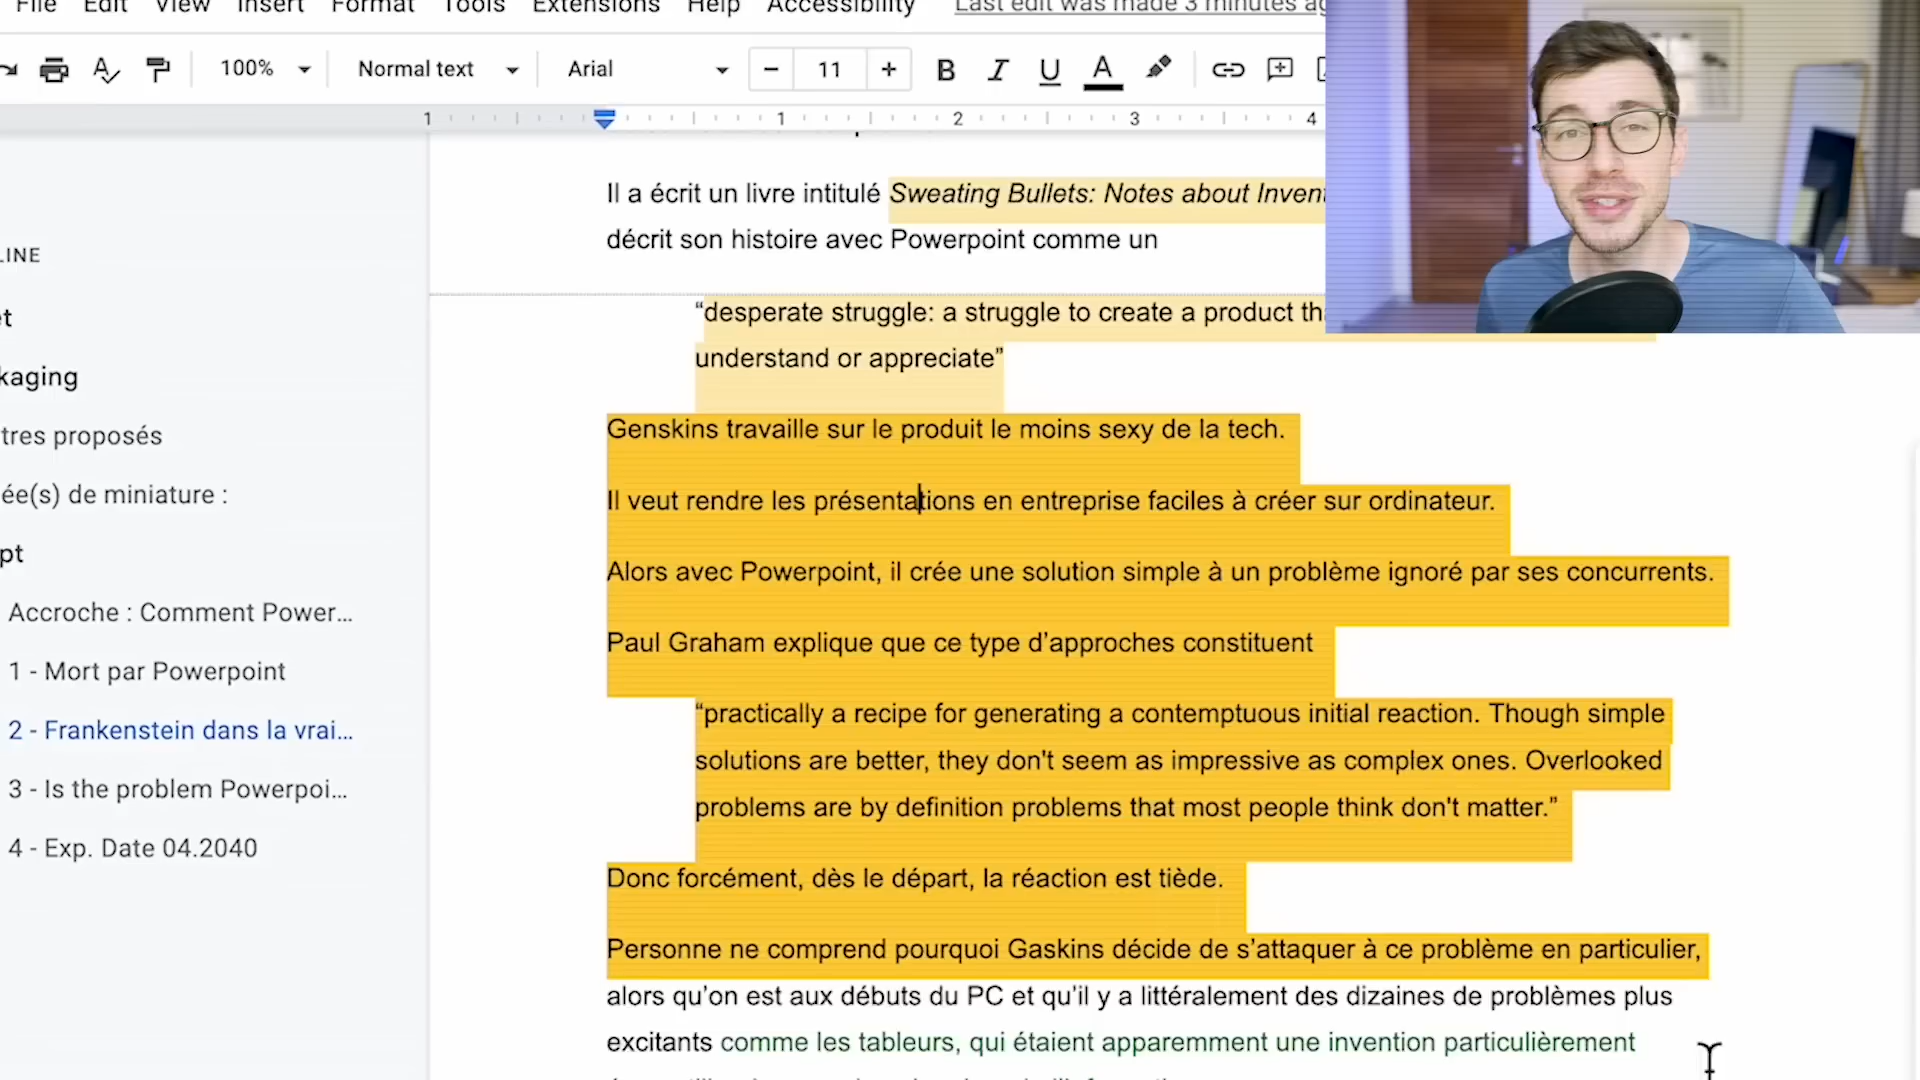 File Edit View Insert Format Tools Extensions Help Accessibility Last edit was made 3 minutes ag
100% Normal text Arial 11 B I U A
1 1 2 3 4
Il a écrit un livre intitulé Sweating Bullets: Notes about Invent
décrit son histoire avec Powerpoint comme un
“desperate struggle: a struggle to create a product th
understand or appreciate”
Genskins travaille sur le produit le moins sexy de la tech.
Il veut rendre les présentations en entreprise faciles à créer sur ordinateur.
Alors avec Powerpoint, il crée une solution simple à un problème ignoré par ses concurrents.
Paul Graham explique que ce type d’approches constituent
“practically a recipe for generating a contemptuous initial reaction. Though simple
solutions are better, they don't seem as impressive as complex ones. Overlooked
problems are by definition problems that most people think don't matter.”
Donc forcément, dès le départ, la réaction est tiède.
Personne ne comprend pourquoi Gaskins décide de s’attaquer à ce problème en particulier,
alors qu’on est aux débuts du PC et qu’il y a littéralement des dizaines de problèmes plus
excitants comme les tableurs, qui étaient apparemment une invention particulièrement
LINE
et
kaging
tres proposés
ée(s) de miniature :
pt
Accroche : Comment Power...
1 - Mort par Powerpoint
2 - Frankenstein dans la vrai...
3 - Is the problem Powerpoi...
4 - Exp. Date 04.2040